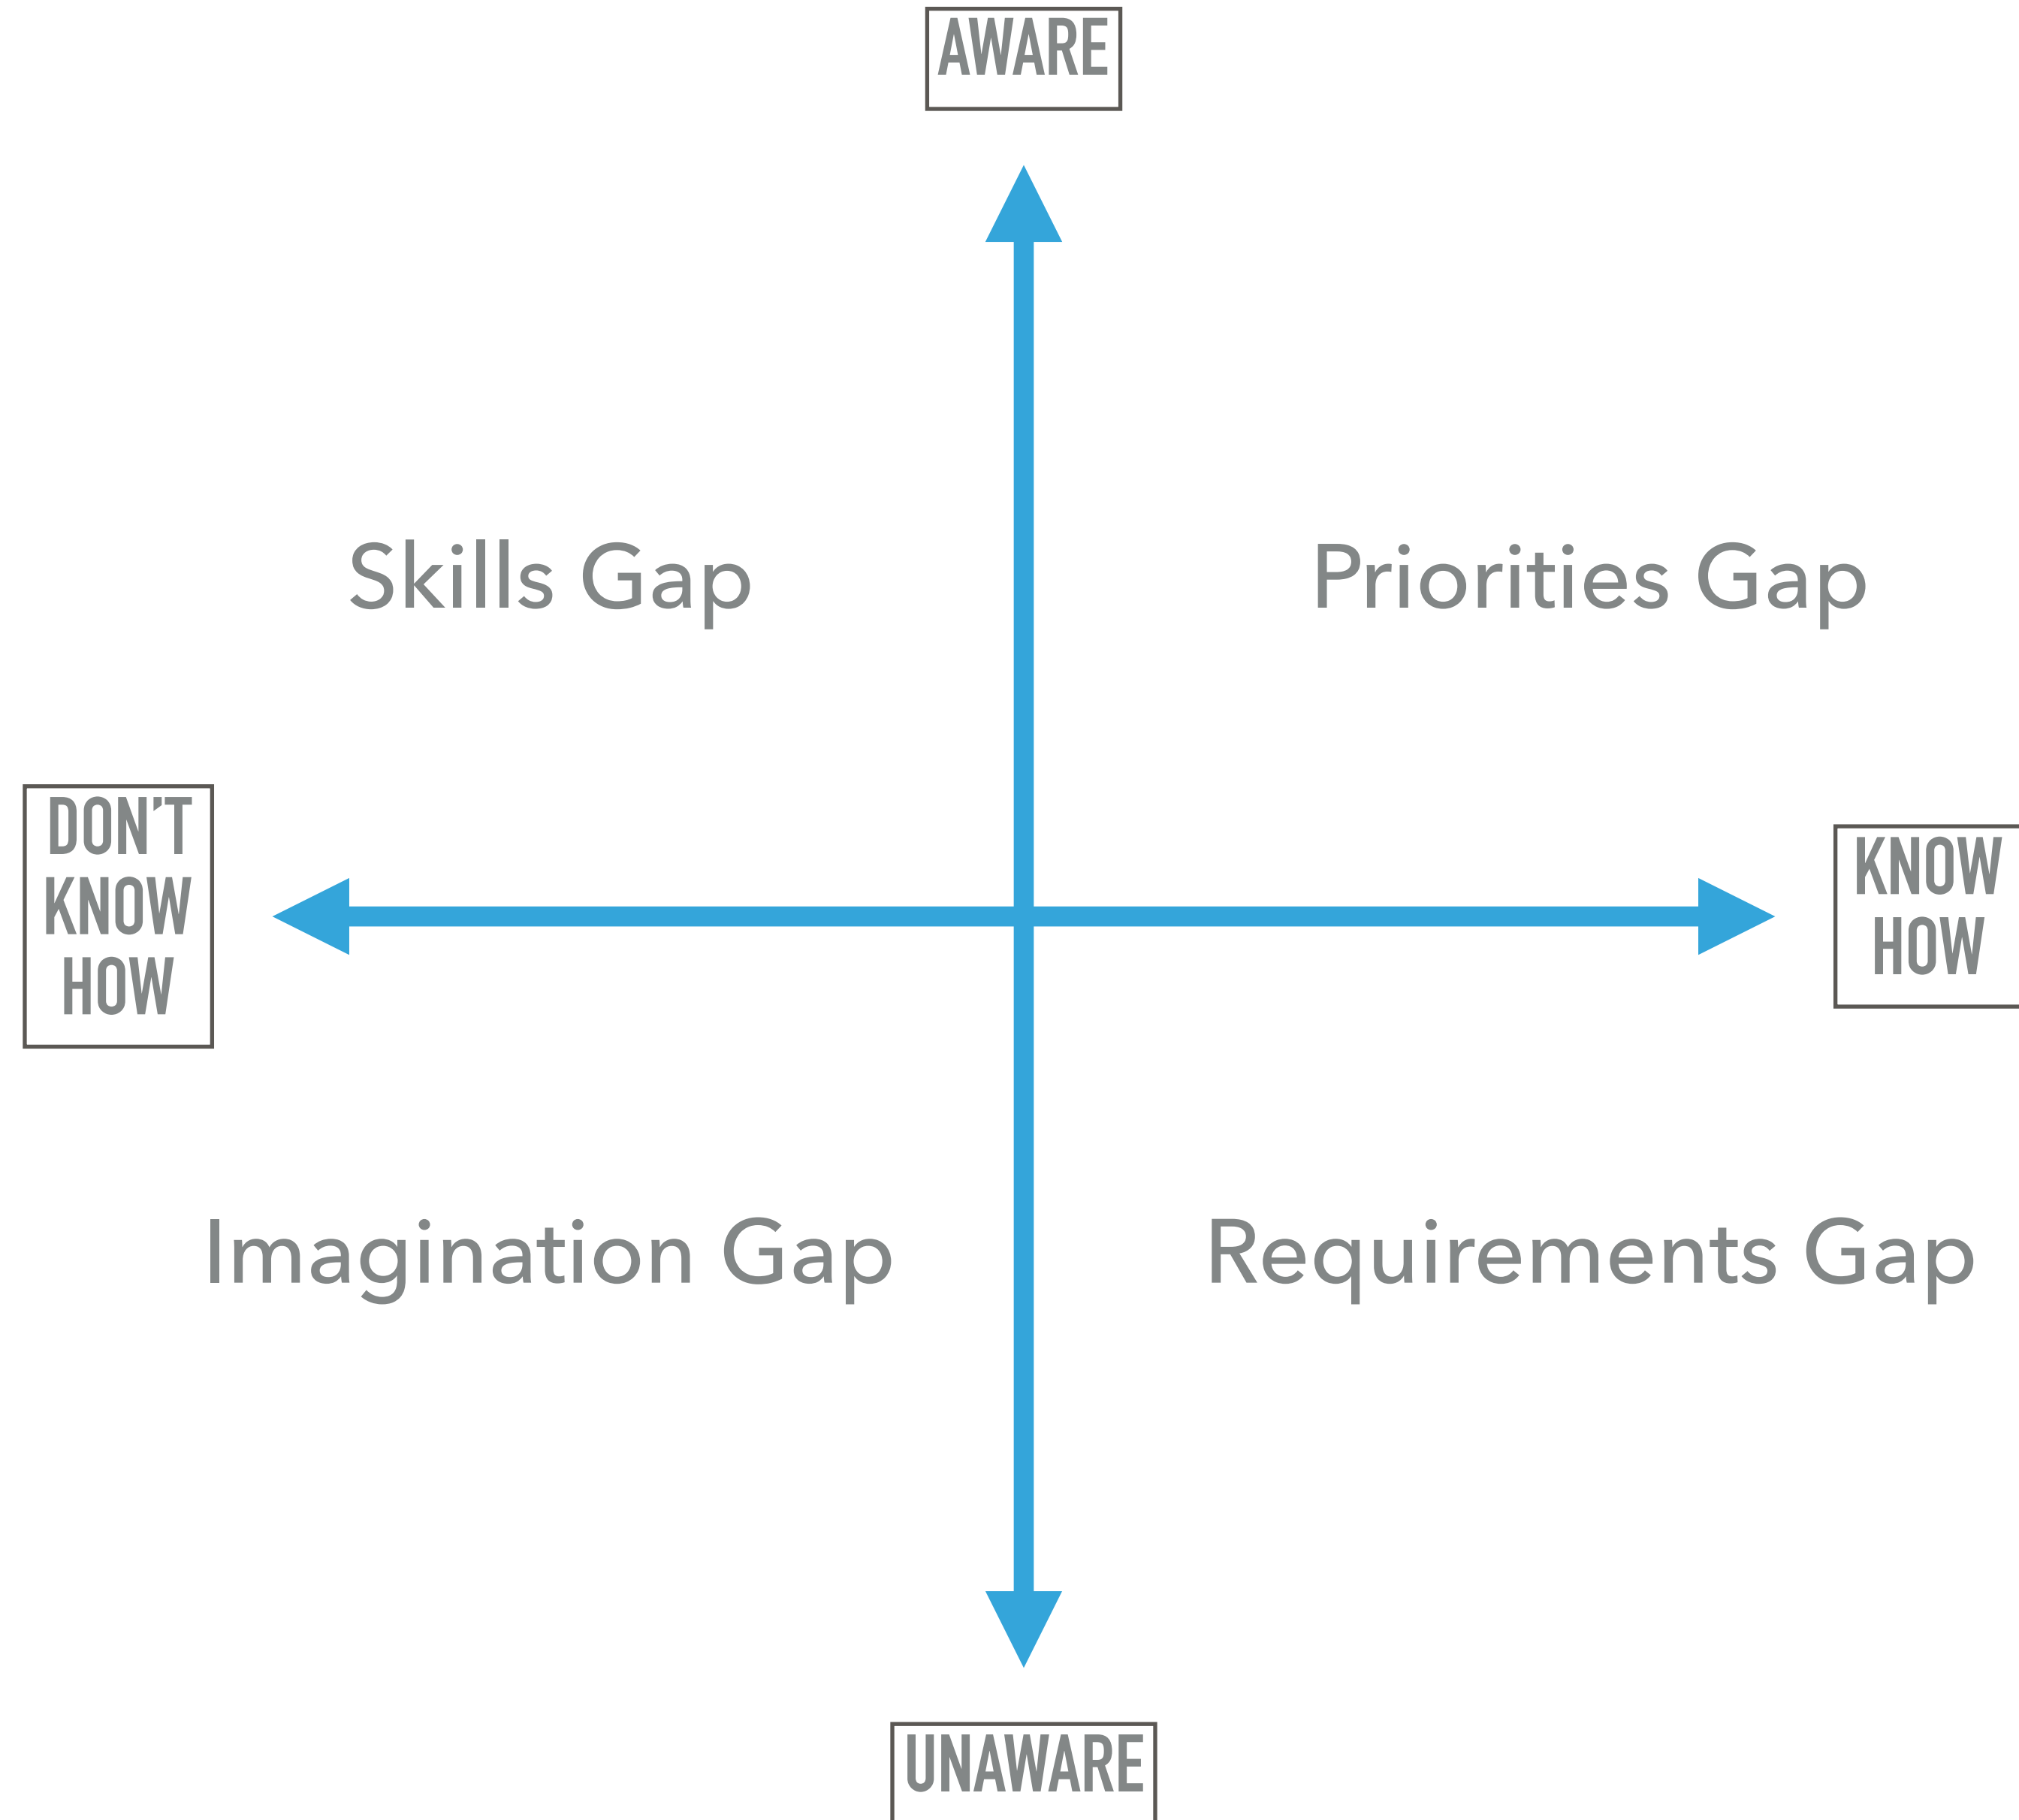 AWARE
Skills Gap
Priorities Gap
DON'T
KNOW
HOW
KNOW
HOW
Imagination Gap
Requirements Gap
UNAWARE